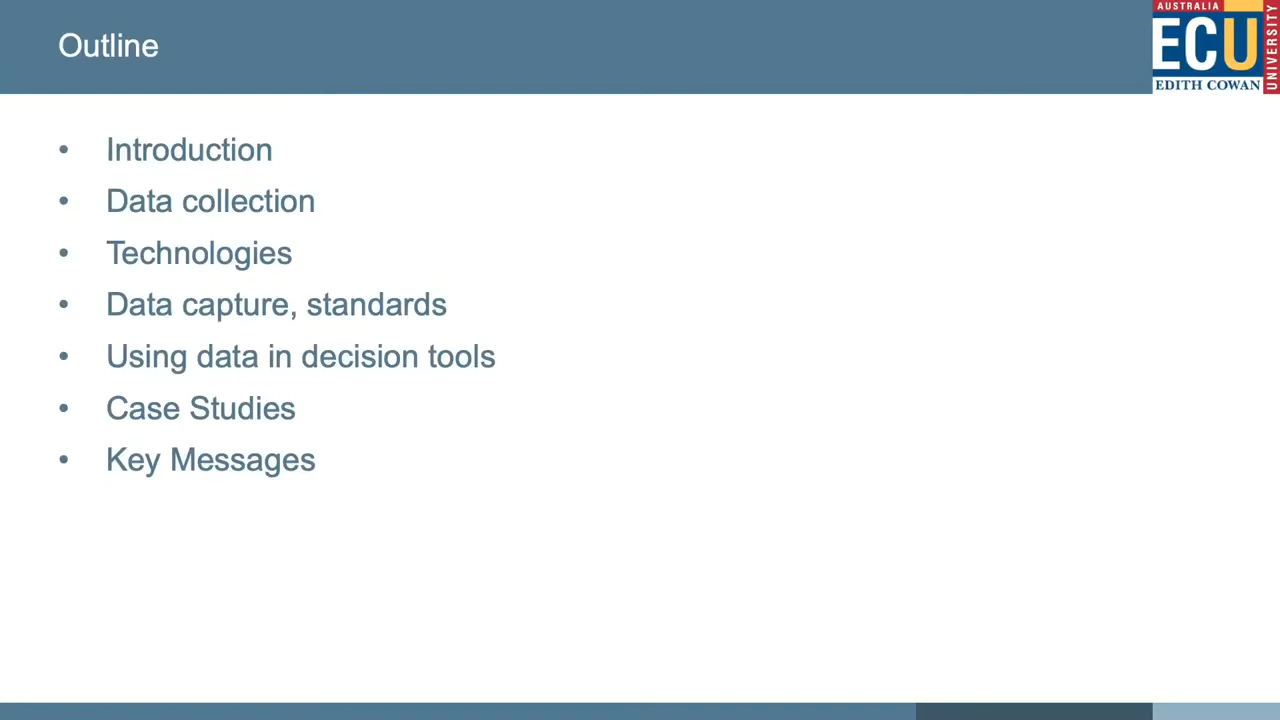 Outline
AUSTRALIA
ECU
EDITH COWAN
UNIVERSITY
• Introduction
• Data collection
• Technologies
• Data capture, standards
• Using data in decision tools
• Case Studies
• Key Messages